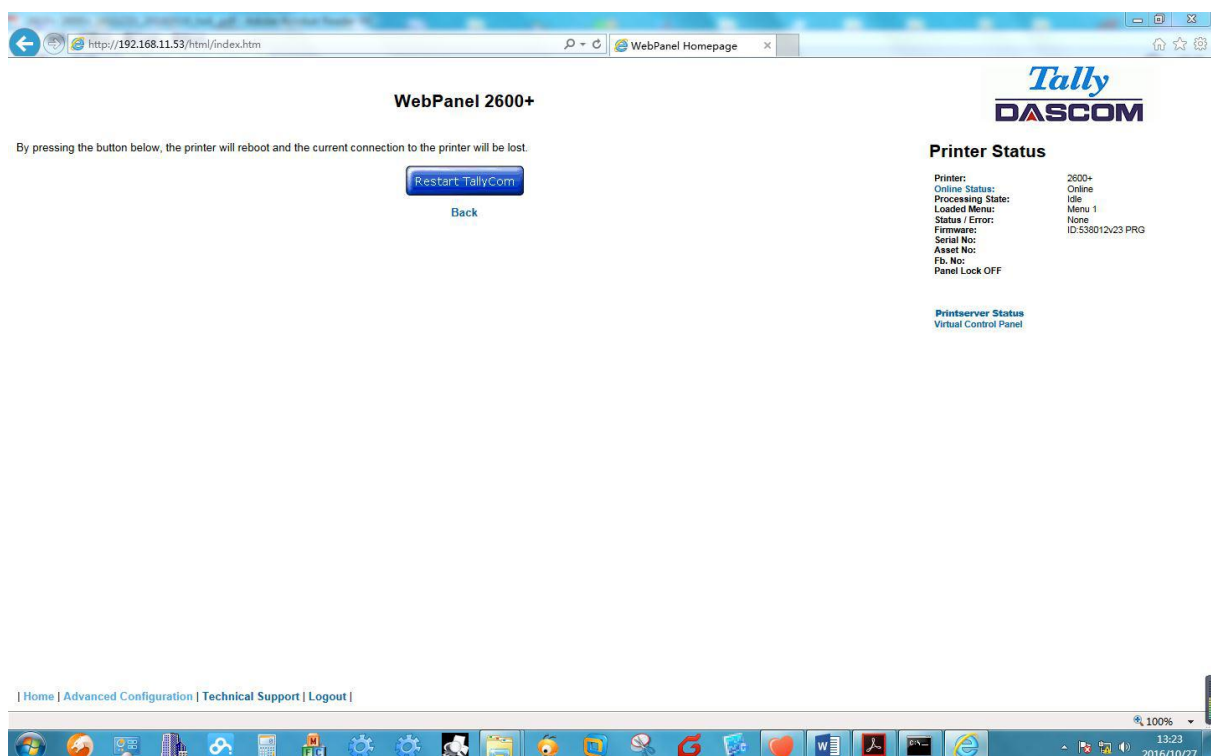 http://192.168.11.53/html/index.htm
WebPanel Homepage
Tally
DASCOM
WebPanel 2600+
By pressing the button below, the printer will reboot and the current connection to the printer will be lost.
Restart TallyCom
Back
Printer Status
Printer: 2600+
Online Status: Online
Processing State: Idle
Loaded Menu: Menu 1
Status / Error: None
Firmware: ID:538012v23 PRG
Serial No:
Asset No:
Fb. No:
Panel Lock OFF
Printserver Status
Virtual Control Panel
| Home | Advanced Configuration | Technical Support | Logout |
100%
13:23
2016/10/27